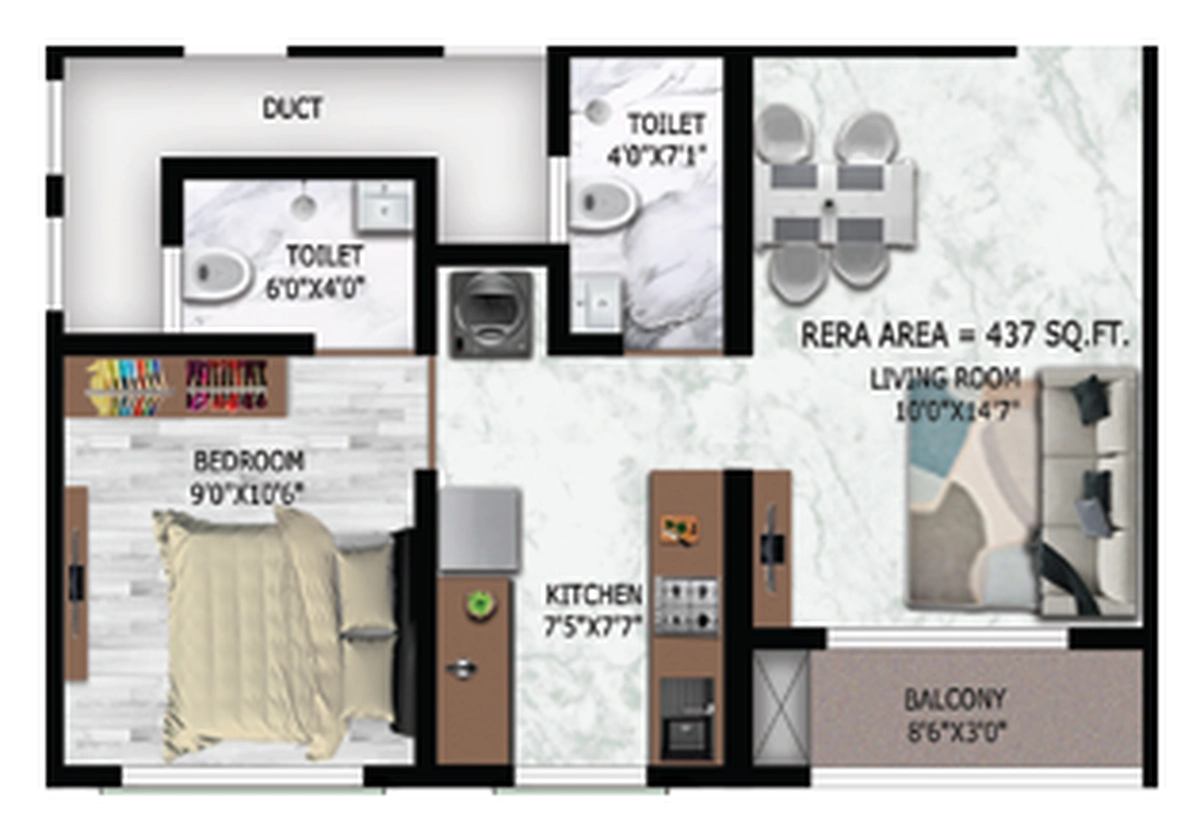 DUCT
TOILET
4'0"X7'1"
TOILET
6'0"X4'0"
RERA AREA = 437 SQ.FT.
LIVING ROOM
10'0"X14'7"
BEDROOM
9'0"X10'6"
KITCHEN
7'5"X7'7"
BALCONY
8'6"X3'0"